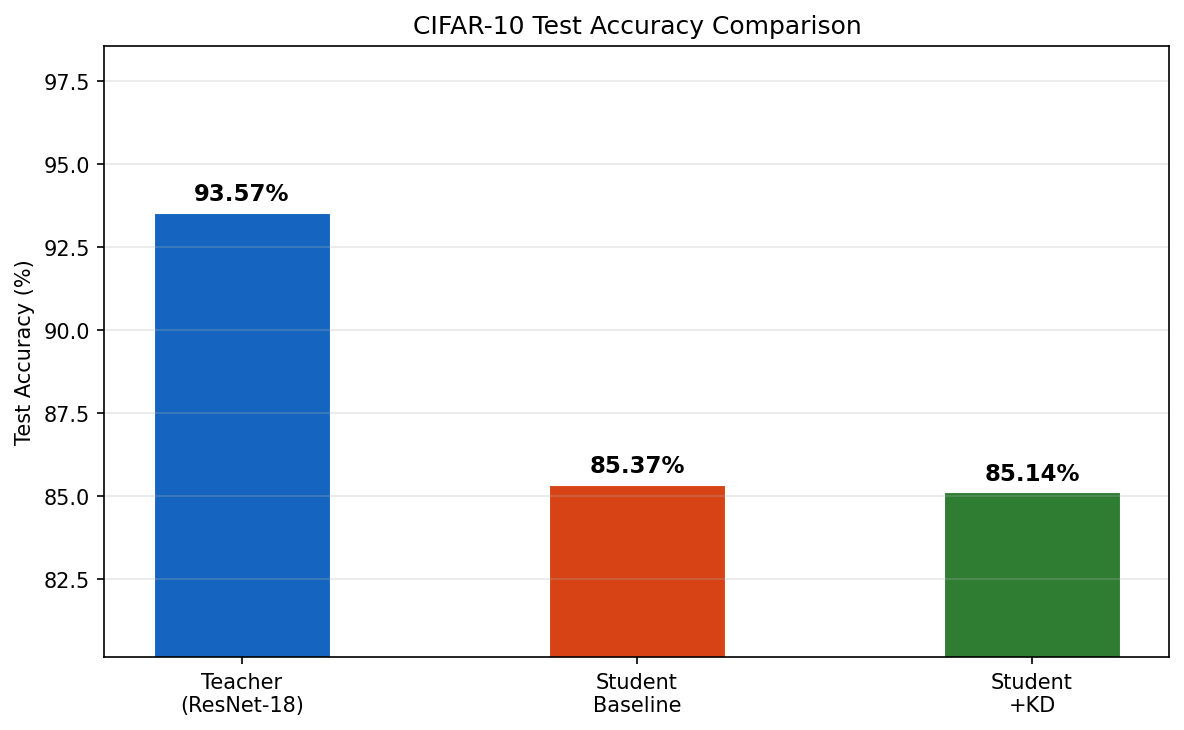 CIFAR-10 Test Accuracy Comparison
Test Accuracy (%)
97.5
95.0
92.5
90.0
87.5
85.0
82.5
93.57%
85.37%
85.14%
Teacher
(ResNet-18)
Student
Baseline
Student
+KD